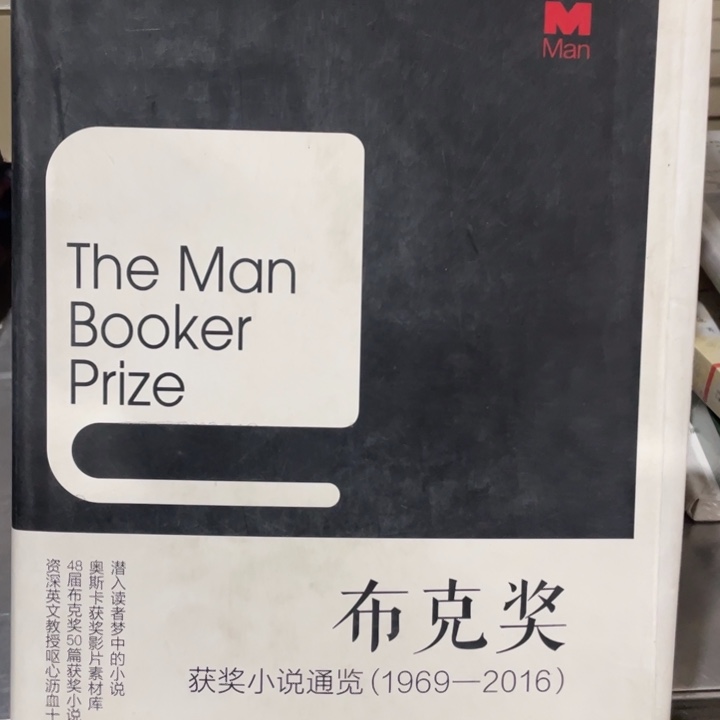 M
Man
The Man
Booker
Prize
布克奖
获奖小说通览(1969—2016)
潜入读者梦中的小说
奥斯卡获奖影片素材库
48届布克奖50篇获奖小说
资深英文教授呕心沥血十